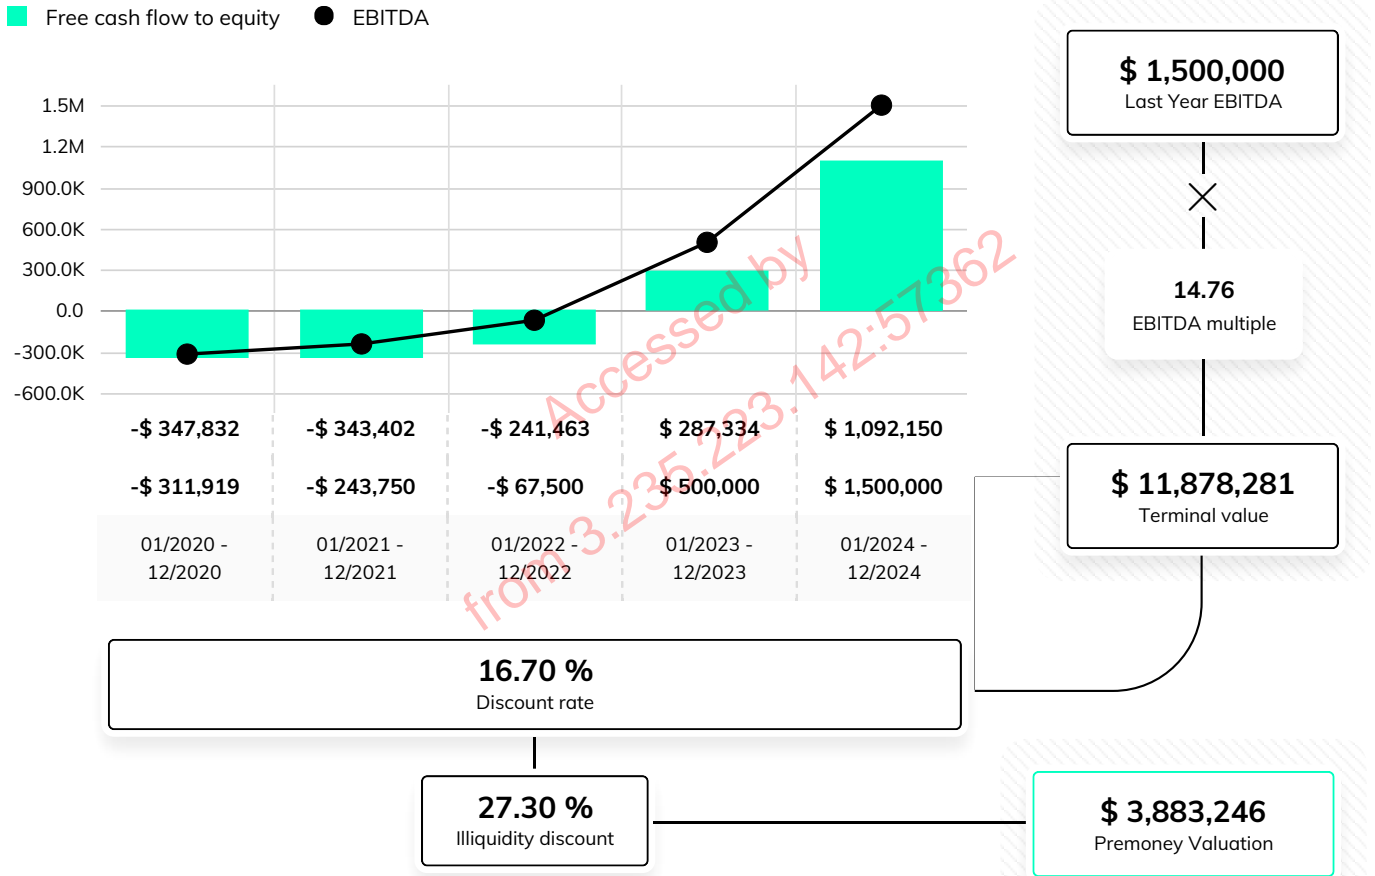 Free cash flow to equity
EBITDA
1.5M
1.2M
900.0K
600.0K
300.0K
0.0
-300.0K
-600.0K
-$ 347,832
-$ 343,402
-$ 241,463
$ 287,334
$ 1,092,150
-$ 311,919
-$ 243,750
-$ 67,500
$ 500,000
$ 1,500,000
01/2020 -
12/2020
01/2021 -
12/2021
01/2022 -
12/2022
01/2023 -
12/2023
01/2024 -
12/2024
Accessed by
from 3.235.223.142:57362
$ 1,500,000
Last Year EBITDA
14.76
EBITDA multiple
$ 11,878,281
Terminal value
16.70 %
Discount rate
27.30 %
Illiquidity discount
$ 3,883,246
Premoney Valuation